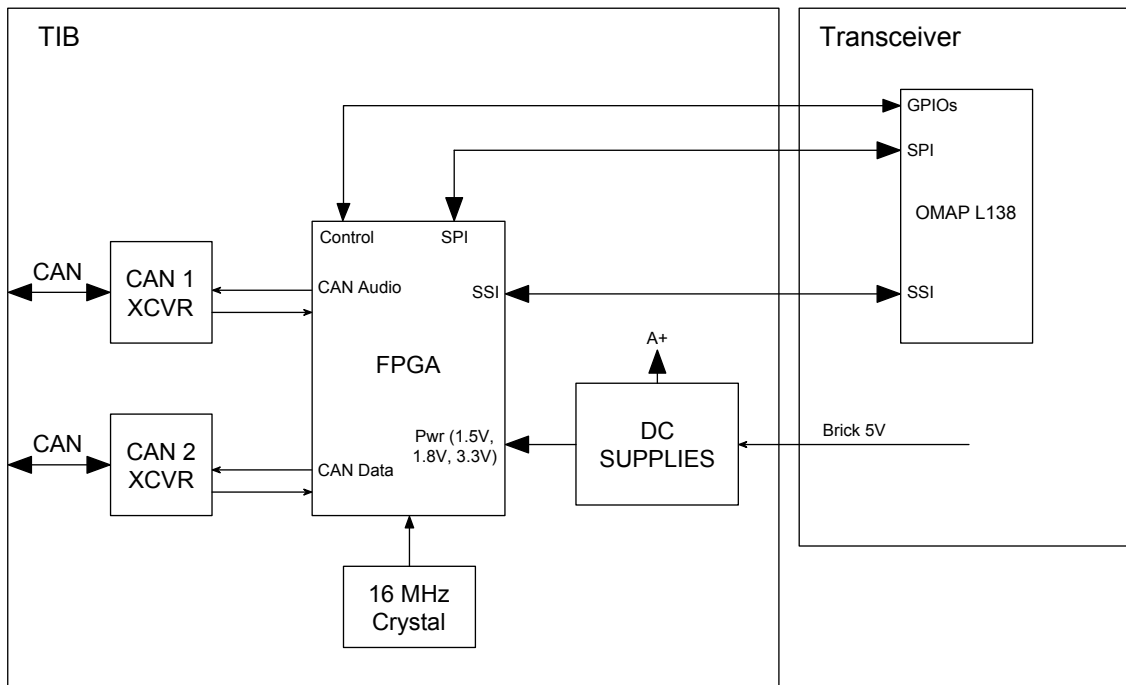 TIB
Transceiver
GPIOs
SPI
OMAP L138
SSI
Control
SPI
CAN Audio
SSI
FPGA
Pwr (1.5V,
1.8V, 3.3V)
CAN Data
CAN
CAN 1
XCVR
CAN
CAN 2
XCVR
A+
DC
SUPPLIES
Brick 5V
16 MHz
Crystal